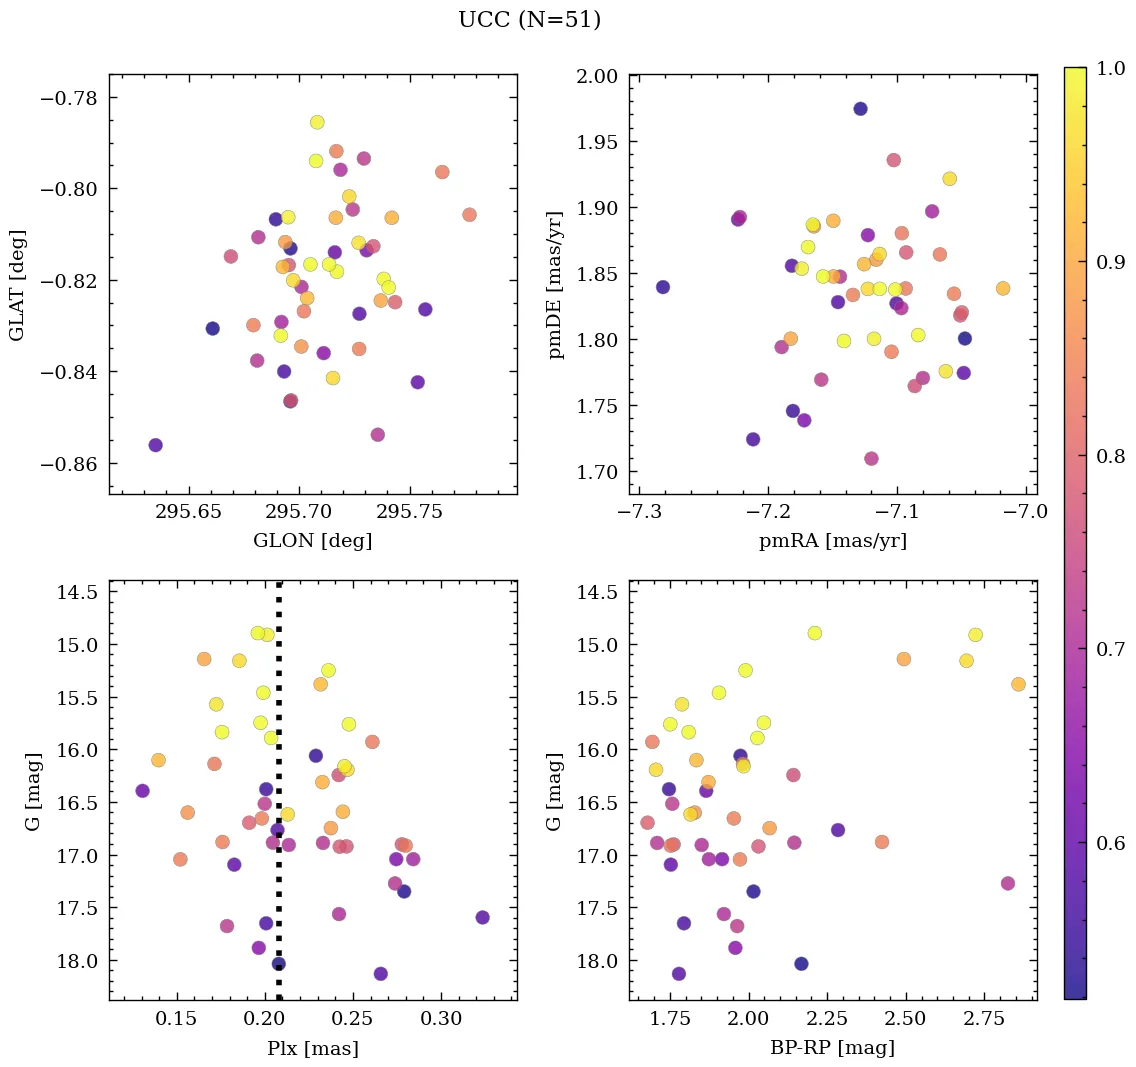 UCC (N=51)
−0.78
−0.80
−0.82
−0.84
−0.86
GLAT [deg]
295.65 295.70 295.75
GLON [deg]
2.00
1.95
1.90
1.85
1.80
1.75
1.70
pmDE [mas/yr]
−7.3 −7.2 −7.1 −7.0
pmRA [mas/yr]
1.0
0.9
0.8
0.7
0.6
14.5
15.0
15.5
16.0
16.5
17.0
17.5
18.0
G [mag]
0.15 0.20 0.25 0.30
Plx [mas]
14.5
15.0
15.5
16.0
16.5
17.0
17.5
18.0
G [mag]
1.75 2.00 2.25 2.50 2.75
BP-RP [mag]